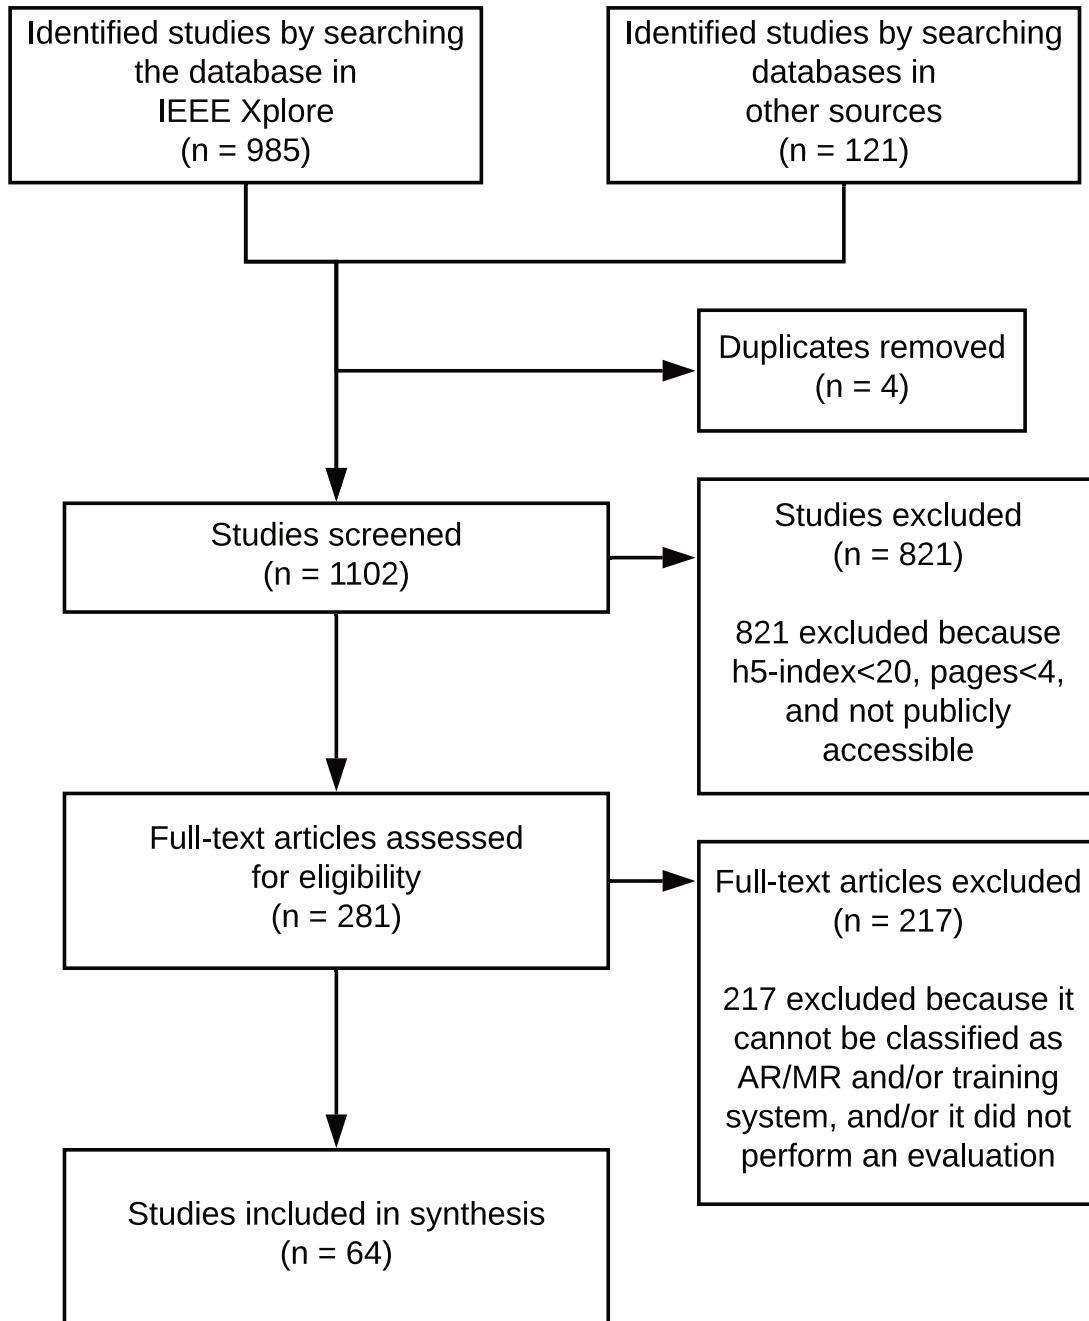 Identified studies by searching
the database in
IEEE Xplore
(n = 985)
Identified studies by searching
databases in
other sources
(n = 121)
Duplicates removed
(n = 4)
Studies screened
(n = 1102)
Studies excluded
(n = 821)
821 excluded because
h5-index<20, pages<4,
and not publicly
accessible
Full-text articles assessed
for eligibility
(n = 281)
Full-text articles excluded
(n = 217)
217 excluded because it
cannot be classified as
AR/MR and/or training
system, and/or it did not
perform an evaluation
Studies included in synthesis
(n = 64)